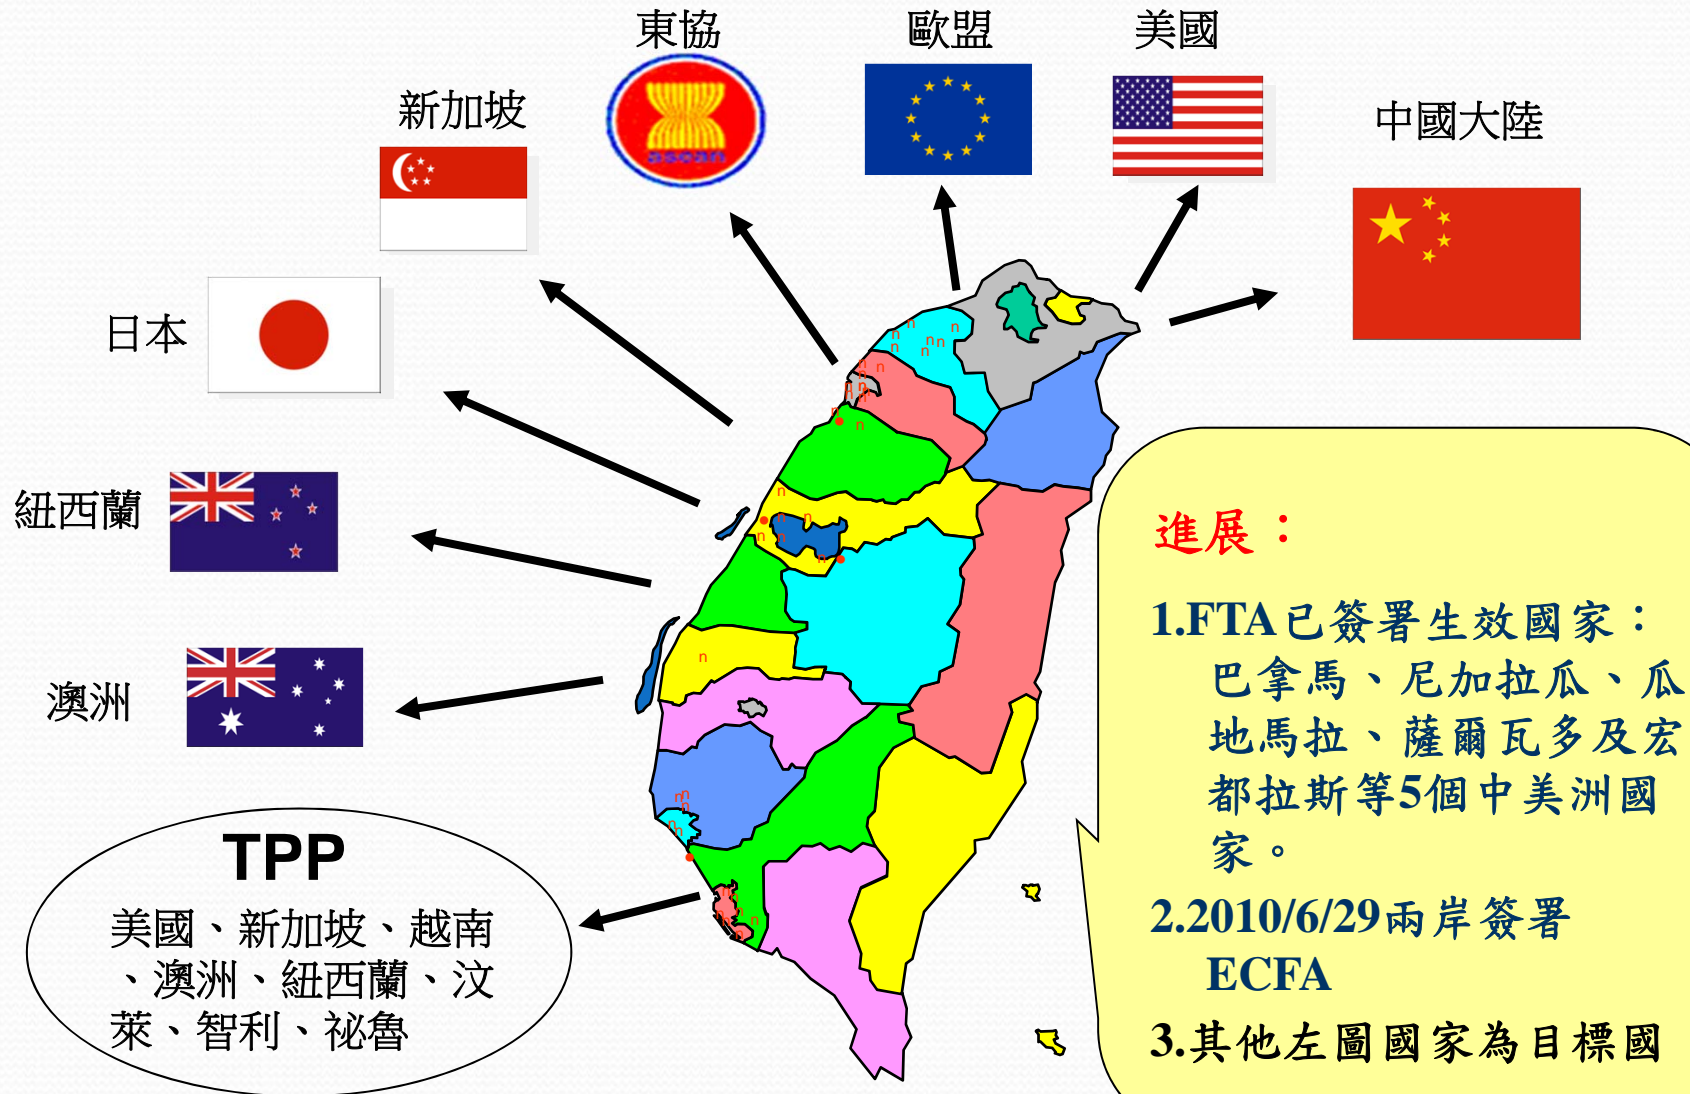 東協
歐盟
美國
新加坡
中國大陸
日本
紐西蘭
澳洲
TPP
美國、新加坡、越南
、澳洲、紐西蘭、汶
萊、智利、祕魯
進展：
1.FTA已簽署生效國家：
巴拿馬、尼加拉瓜、瓜
地馬拉、薩爾瓦多及宏
都拉斯等5個中美洲國
家。
2.2010/6/29兩岸簽署
ECFA
3.其他左圖國家為目標國